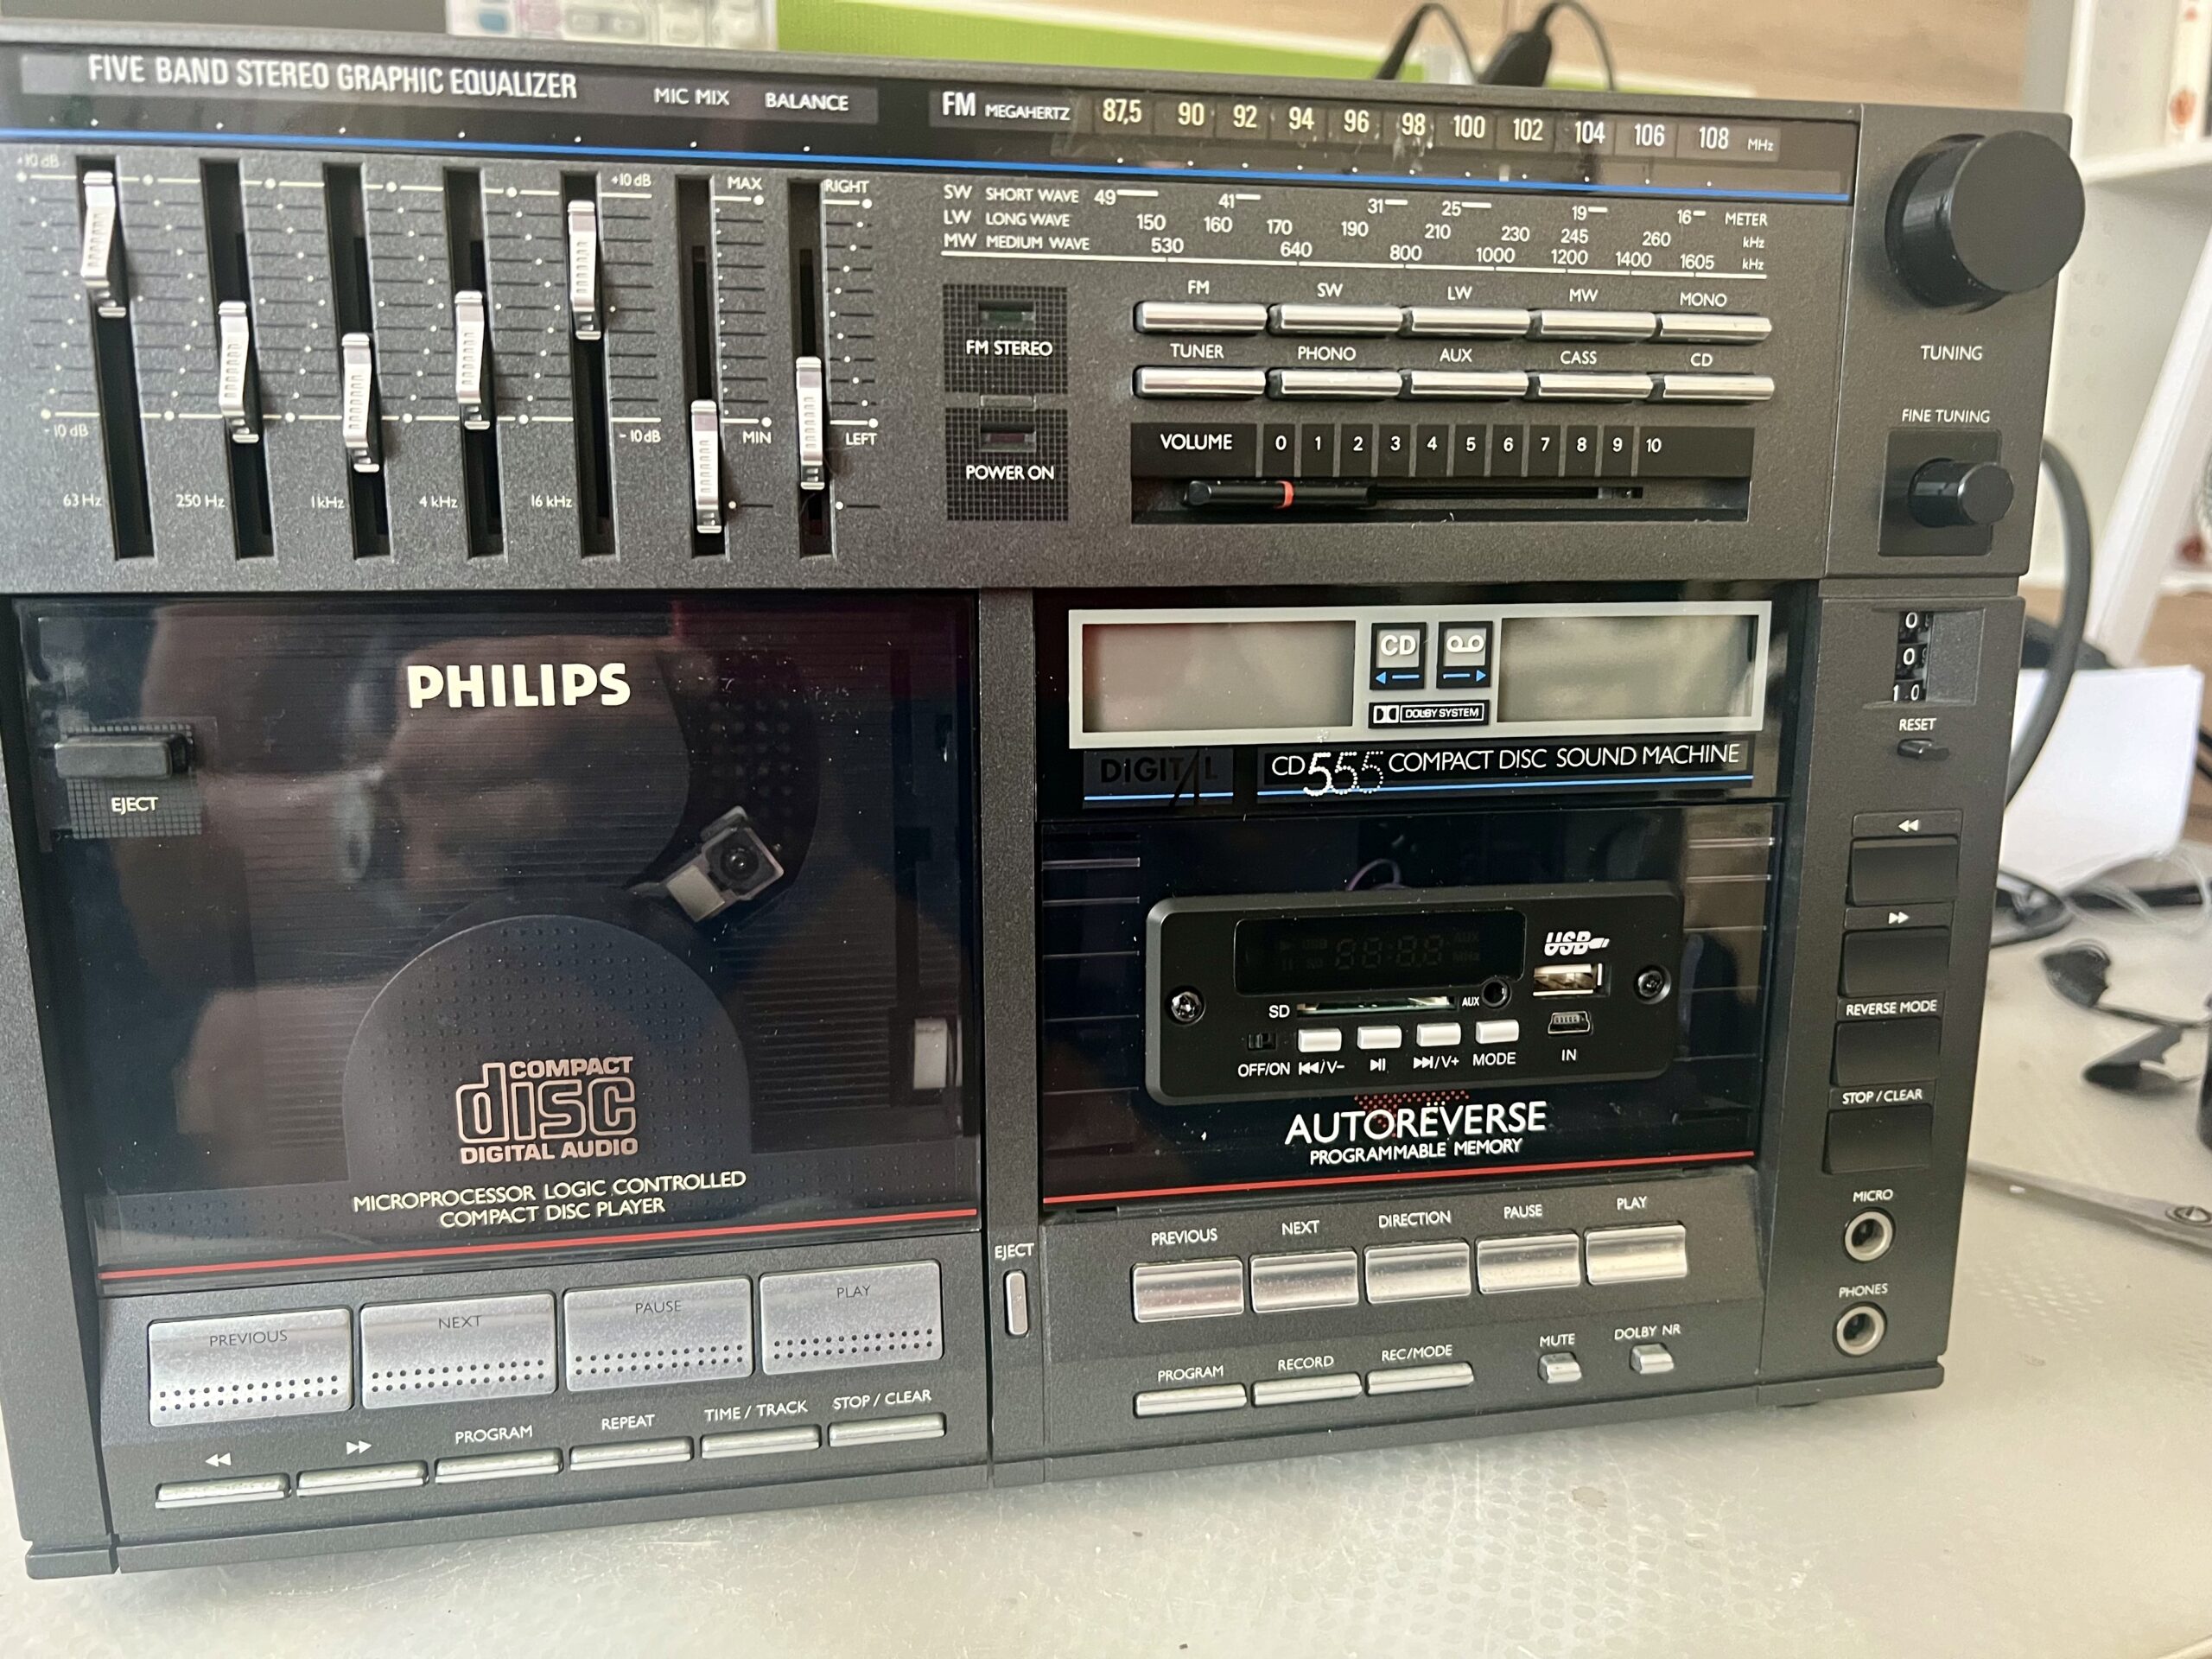 FIVE BAND STEREO GRAPHIC EQUALIZER
MIC MIX BALANCE
FM MEGAHERTZ 87,5 90 92 94 96 98 100 102 104 106 108 MHz
+10 dB +10 dB MAX RIGHT
SW SHORT WAVE 49 41 31 25 19 16 METER
LW LONG WAVE 150 160 170 190 210 230 245 260 kHz
MW MEDIUM WAVE 530 640 800 1000 1200 1400 1605 kHz
-10 dB -10 dB MIN LEFT
63 Hz 250 Hz 1kHz 4 kHz 16 kHz
FM STEREO
POWER ON
FM SW LW MW MONO
TUNER PHONO AUX CASS CD
VOLUME 0 1 2 3 4 5 6 7 8 9 10
TUNING
FINE TUNING
PHILIPS
EJECT
COMPACT
disc
DIGITAL AUDIO
MICROPROCESSOR LOGIC CONTROLLED
COMPACT DISC PLAYER
PREVIOUS NEXT PAUSE PLAY
PROGRAM REPEAT TIME / TRACK STOP / CLEAR
EJECT
CD
DOLBY SYSTEM
DIGITAL
CD 555 COMPACT DISC SOUND MACHINE
USB
SD AUX
OFF/ON /V- /V+ MODE IN
AUTOREVERSE
PROGRAMMABLE MEMORY
PREVIOUS NEXT DIRECTION PAUSE PLAY
PROGRAM RECORD REC/MODE MUTE DOLBY NR
0
0
1 0
RESET
REVERSE MODE
STOP / CLEAR
MICRO
PHONES